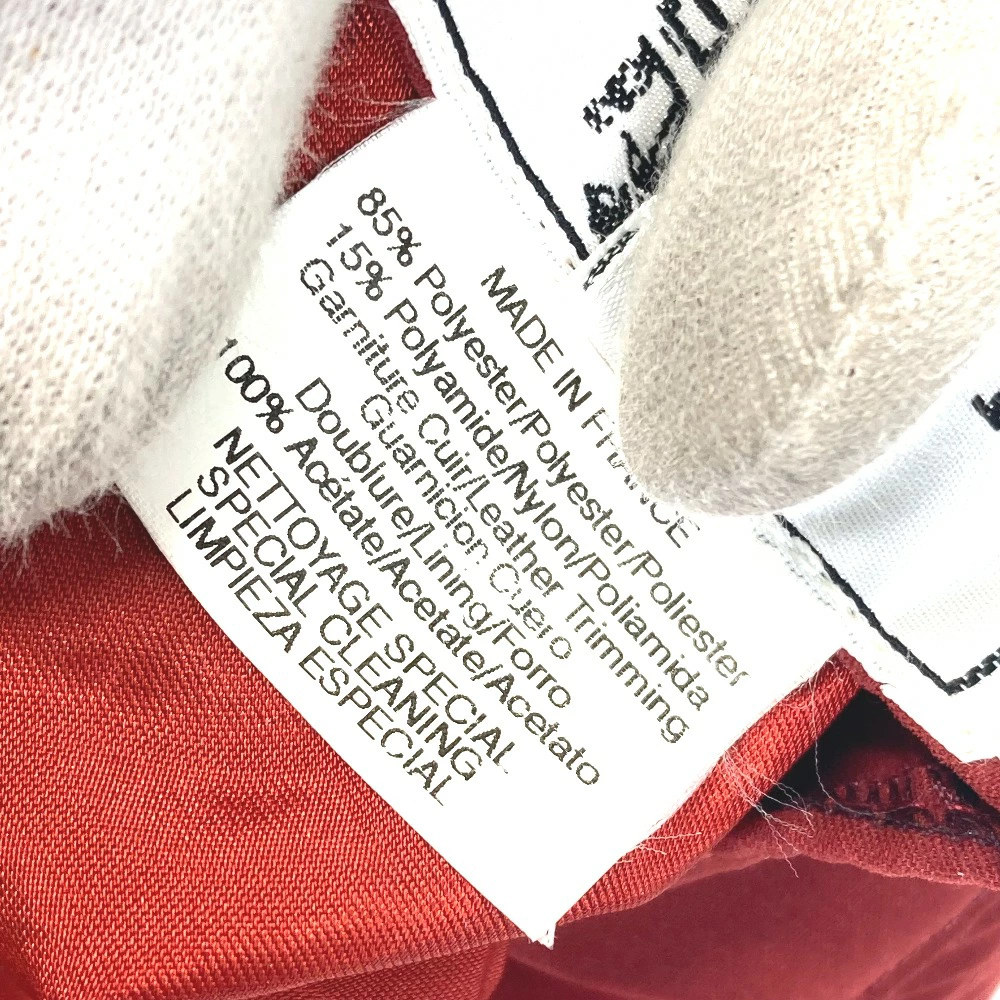 MADE IN FRANCE
85% Polyester/Polyester/Poliester
15% Polyamide/Nylon/Poliamida
Garniture Cuir/Leather Trimming
Guarnicion Cuero
Doublure/Lining/Forro
100% Acétate/Acetate/Acetato
NETTOYAGE SPECIAL
SPECIAL CLEANING
LIMPIEZA ESPECIAL